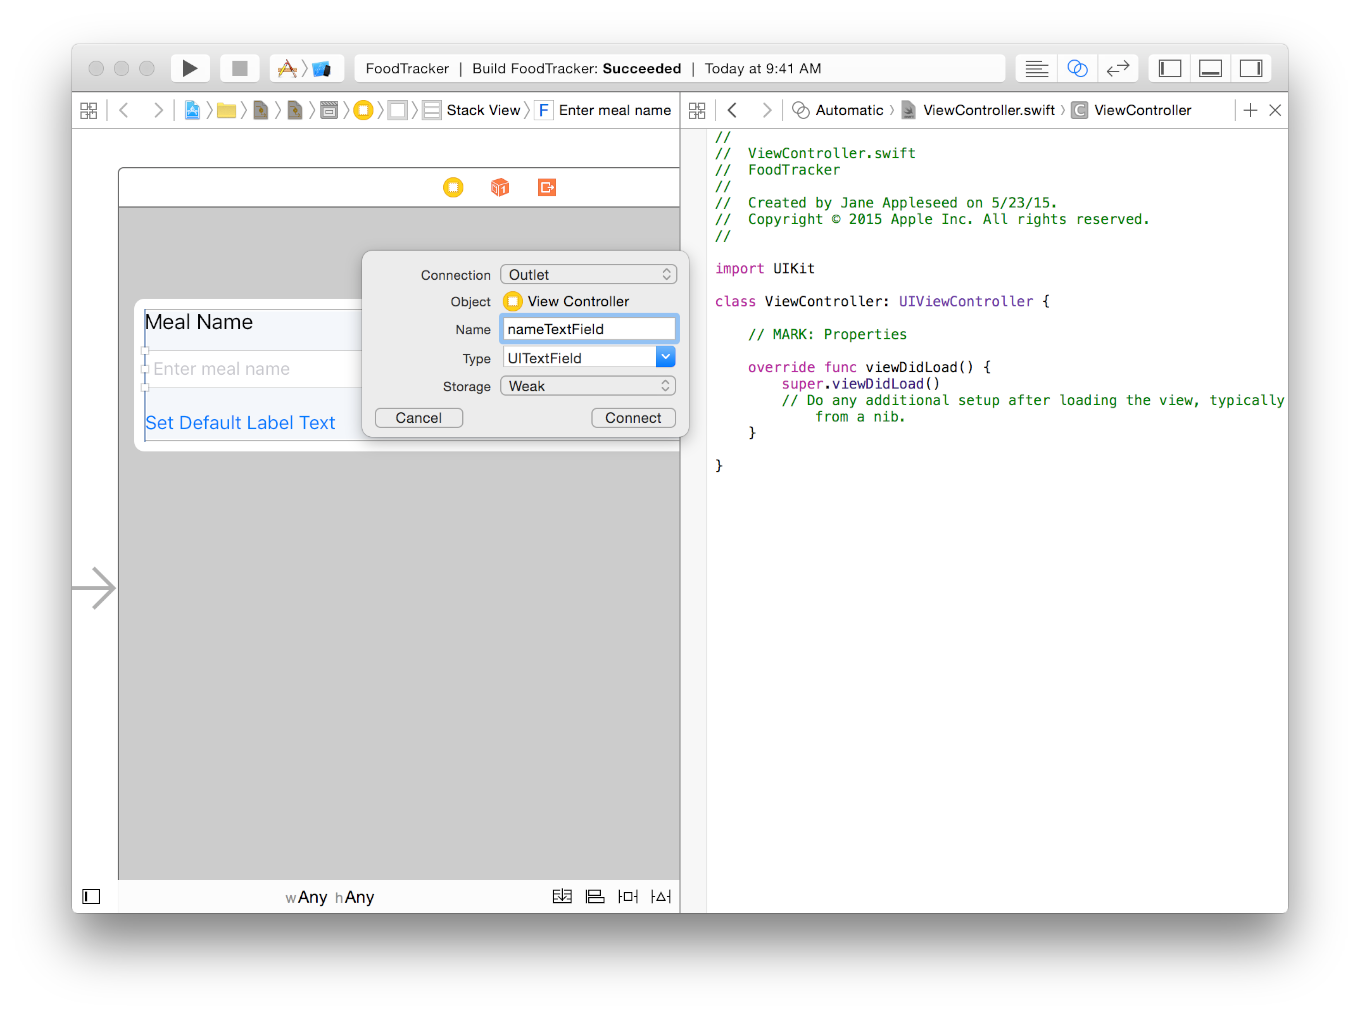 FoodTracker | Build FoodTracker: Succeeded | Today at 9:41 AM
Stack View F Enter meal name
Automatic ViewController.swift C ViewController
Connection Outlet
Object View Controller
Name nameTextField
Type UITextField
Storage Weak
Cancel Connect
Meal Name
Enter meal name
Set Default Label Text
wAny hAny
//
// ViewController.swift
// FoodTracker
//
// Created by Jane Appleseed on 5/23/15.
// Copyright © 2015 Apple Inc. All rights reserved.
//
import UIKit
class ViewController: UIViewController {
// MARK: Properties
override func viewDidLoad() {
super.viewDidLoad()
// Do any additional setup after loading the view, typically
from a nib.
}
}